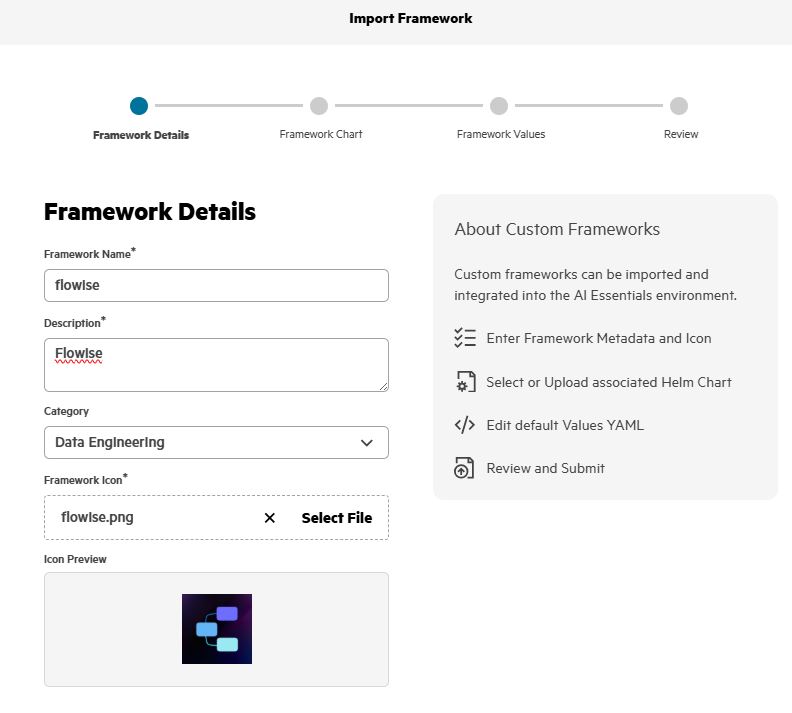 Import Framework
Framework Details
Framework Chart
Framework Values
Review
Framework Details
Framework Name*
flowise
Description*
Flowise
Category
Data Engineering
Framework Icon*
flowise.png
Select File
Icon Preview
About Custom Frameworks
Custom frameworks can be imported and
integrated into the AI Essentials environment.
Enter Framework Metadata and Icon
Select or Upload associated Helm Chart
Edit default Values YAML
Review and Submit